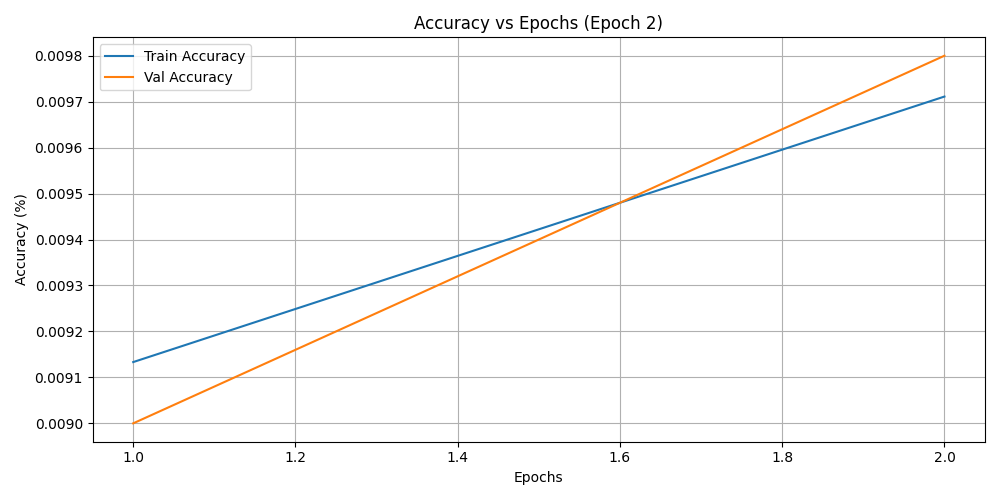 Accuracy vs Epochs (Epoch 2)
Train Accuracy
Val Accuracy
0.0098
0.0097
0.0096
0.0095
0.0094
0.0093
0.0092
0.0091
0.0090
Accuracy (%)
1.0 1.2 1.4 1.6 1.8 2.0
Epochs